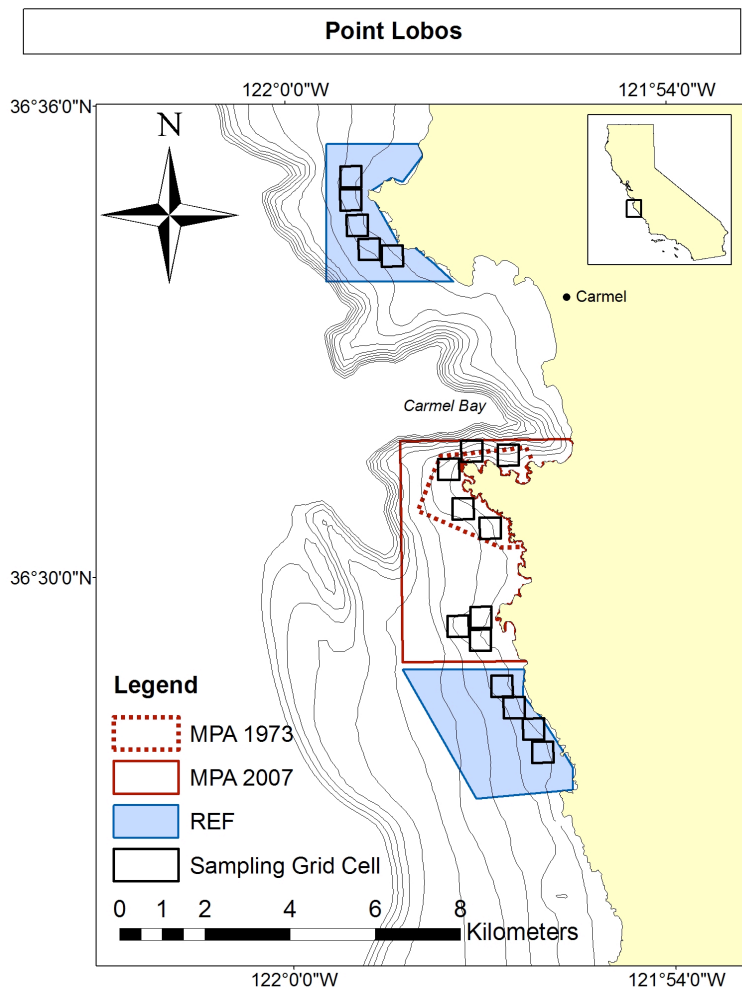 Point Lobos
122°0'0"W 121°54'0"W
36°36'0"N
N
Carmel
Carmel Bay
36°30'0"N
Legend
MPA 1973
MPA 2007
REF
Sampling Grid Cell
0 1 2 4 6 8
Kilometers
122°0'0"W 121°54'0"W